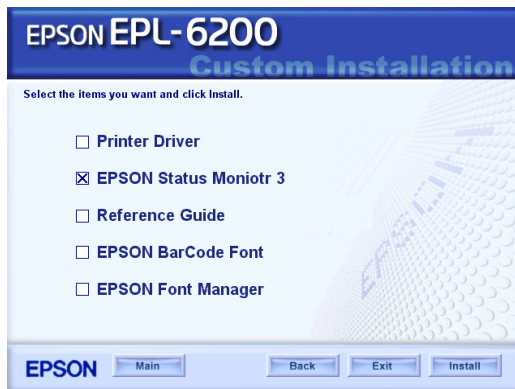 EPSON EPL-6200
Custom Installation
Select the items you want and click Install.
Printer Driver
EPSON Status Moniotr 3
Reference Guide
EPSON BarCode Font
EPSON Font Manager
EPSON
EPSON Main Back Exit Install